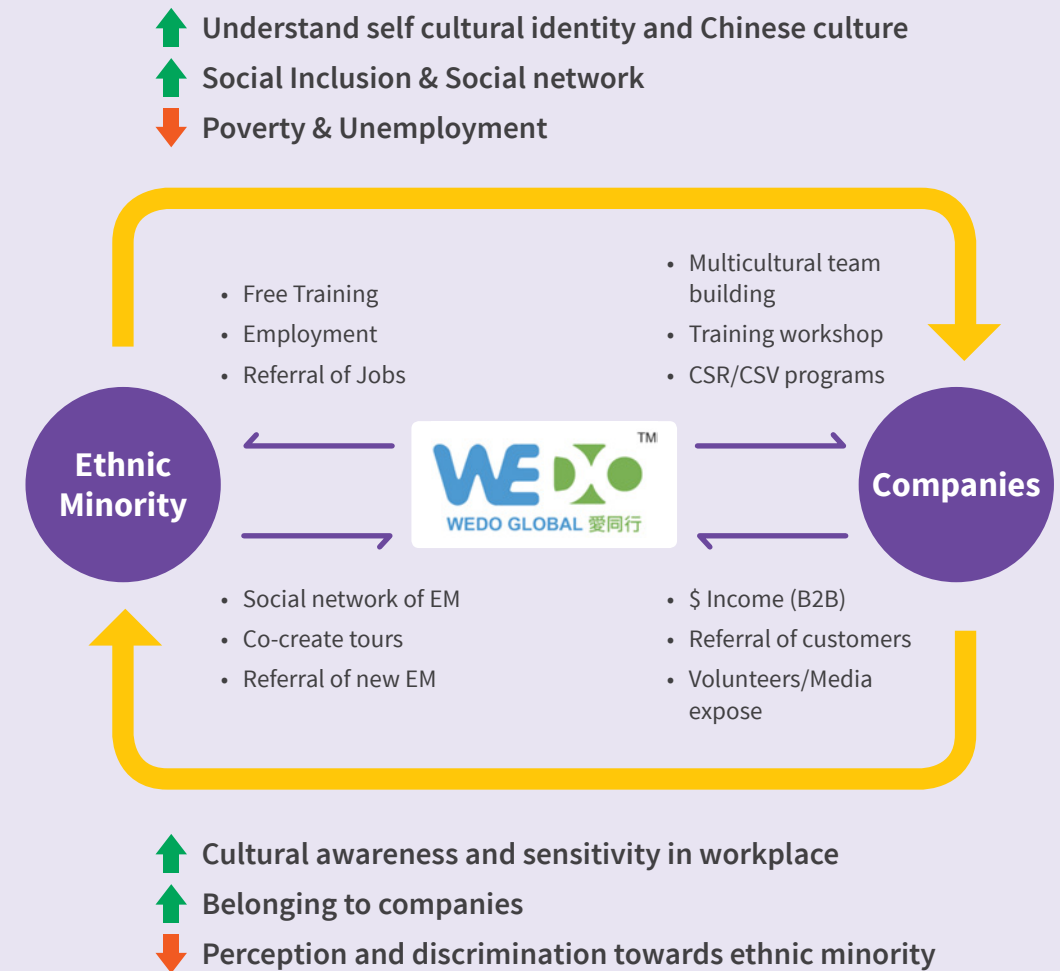 Understand self cultural identity and Chinese culture
Social Inclusion & Social network
Poverty & Unemployment
• Free Training
• Employment
• Referral of Jobs
• Multicultural team
building
• Training workshop
• CSR/CSV programs
Ethnic
Minority
WEDO TM
WEDO GLOBAL 愛同行
Companies
• Social network of EM
• Co-create tours
• Referral of new EM
• $ Income (B2B)
• Referral of customers
• Volunteers/Media
expose
Cultural awareness and sensitivity in workplace
Belonging to companies
Perception and discrimination towards ethnic minority